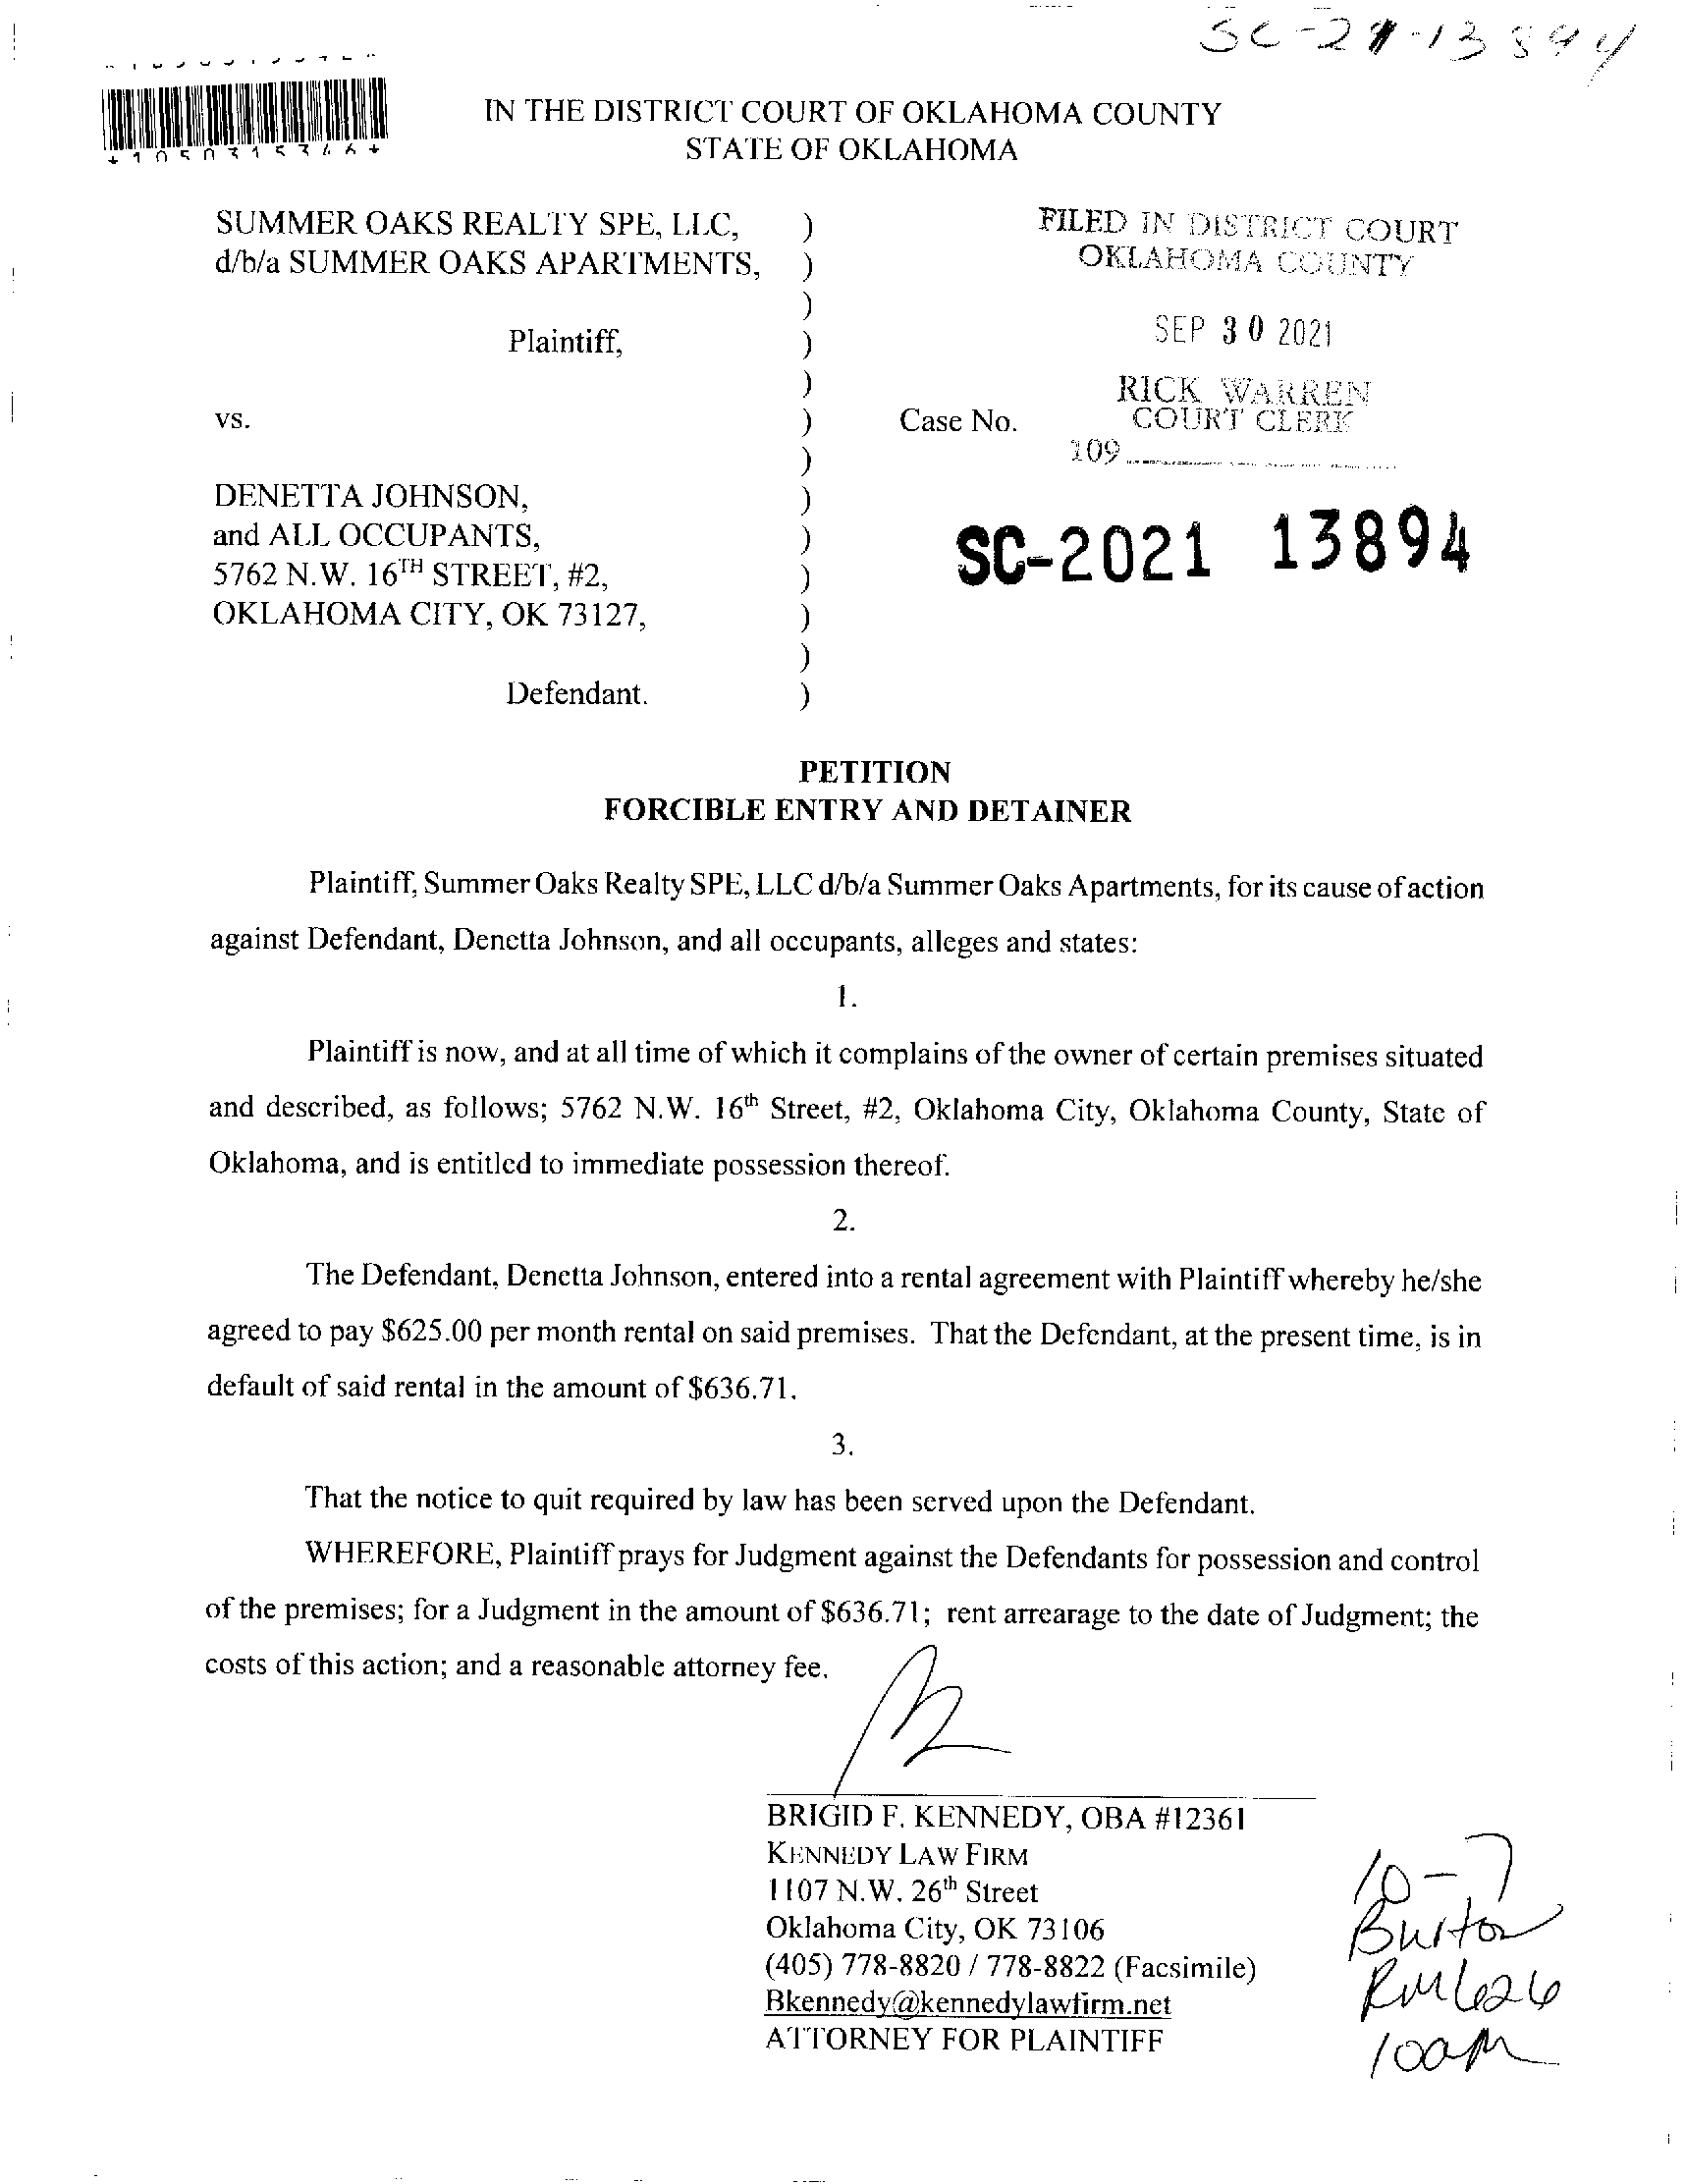 SC-21-13894
*1050315366*
IN THE DISTRICT COURT OF OKLAHOMA COUNTY
STATE OF OKLAHOMA
SUMMER OAKS REALTY SPE, LLC, )
d/b/a SUMMER OAKS APARTMENTS, )
)
Plaintiff, )
)
vs. )
)
DENETTA JOHNSON, )
and ALL OCCUPANTS, )
5762 N.W. 16TH STREET, #2, )
OKLAHOMA CITY, OK 73127, )
)
Defendant. )
FILED IN DISTRICT COURT
OKLAHOMA COUNTY
SEP 30 2021
RICK WARREN
COURT CLERK
Case No.
109
SC-2021 13894
PETITION
FORCIBLE ENTRY AND DETAINER
Plaintiff, Summer Oaks Realty SPE, LLC d/b/a Summer Oaks Apartments, for its cause of action
against Defendant, Denetta Johnson, and all occupants, alleges and states:
1.
Plaintiff is now, and at all time of which it complains of the owner of certain premises situated
and described, as follows; 5762 N.W. 16th Street, #2, Oklahoma City, Oklahoma County, State of
Oklahoma, and is entitled to immediate possession thereof.
2.
The Defendant, Denetta Johnson, entered into a rental agreement with Plaintiff whereby he/she
agreed to pay $625.00 per month rental on said premises. That the Defendant, at the present time, is in
default of said rental in the amount of $636.71.
3.
That the notice to quit required by law has been served upon the Defendant.
WHEREFORE, Plaintiff prays for Judgment against the Defendants for possession and control
of the premises; for a Judgment in the amount of $636.71; rent arrearage to the date of Judgment; the
costs of this action; and a reasonable attorney fee.
BRIGID F. KENNEDY, OBA #12361
KENNEDY LAW FIRM
1107 N.W. 26th Street
Oklahoma City, OK 73106
(405) 778-8820 / 778-8822 (Facsimile)
Bkennedy@kennedylawfirm.net
ATTORNEY FOR PLAINTIFF
10-7
Burton
RM 626
10am